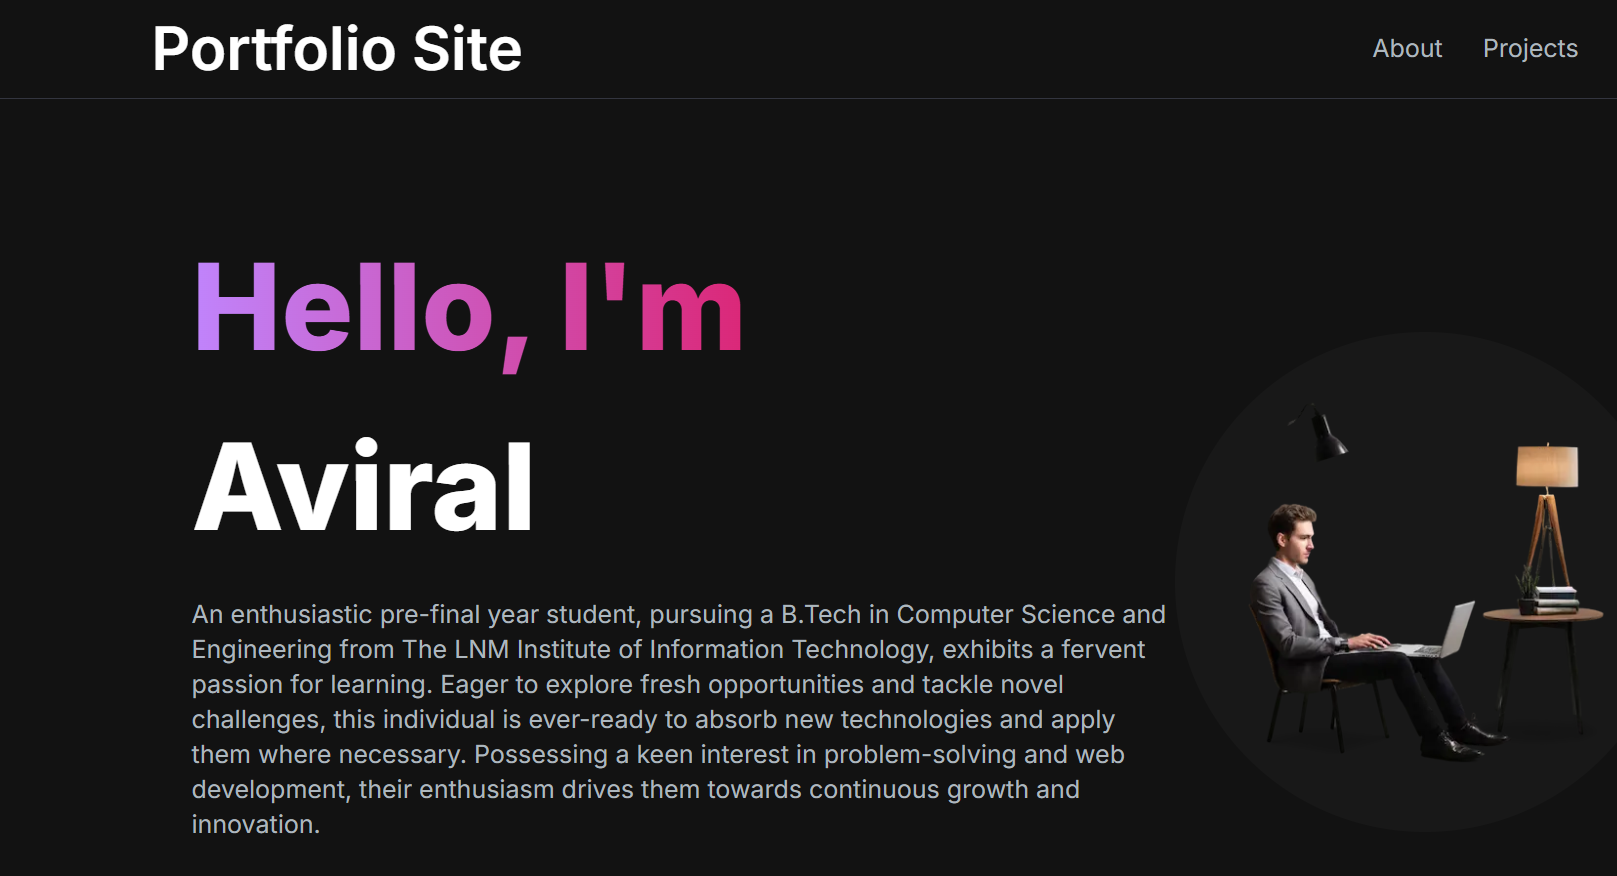 Portfolio Site
About Projects
Hello, I'm
Aviral
An enthusiastic pre-final year student, pursuing a B.Tech in Computer Science and
Engineering from The LNM Institute of Information Technology, exhibits a fervent
passion for learning. Eager to explore fresh opportunities and tackle novel
challenges, this individual is ever-ready to absorb new technologies and apply
them where necessary. Possessing a keen interest in problem-solving and web
development, their enthusiasm drives them towards continuous growth and
innovation.